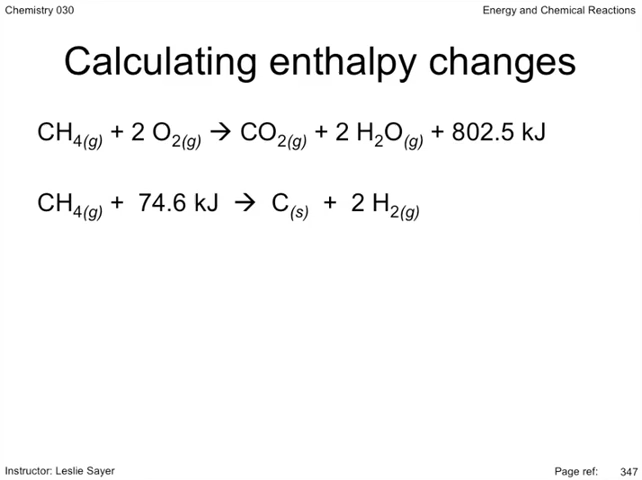 Chemistry 030
Energy and Chemical Reactions
Calculating enthalpy changes
CH₄(g) + 2 O₂(g) → CO₂(g) + 2 H₂O(g) + 802.5 kJ
CH₄(g) + 74.6 kJ → C(s) + 2 H₂(g)
Instructor: Leslie Sayer
Page ref: 347